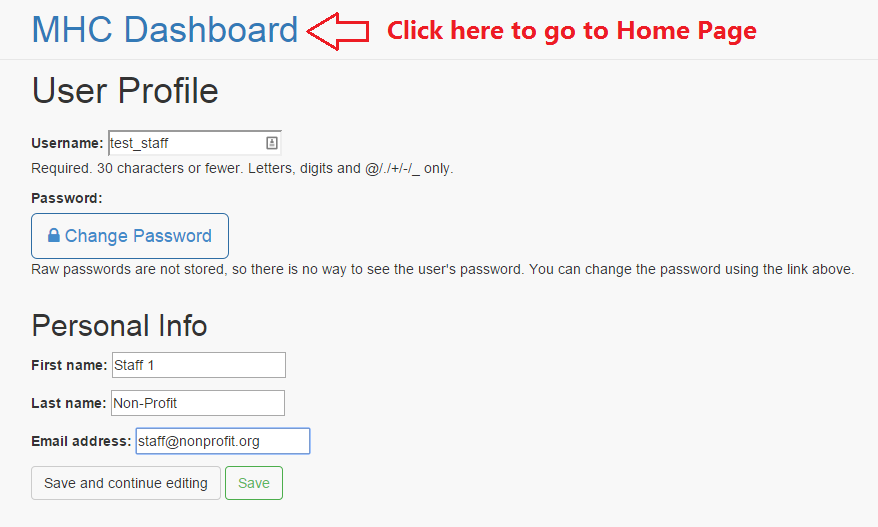 MHC Dashboard Click here to go to Home Page
User Profile
Username: test_staff
Required. 30 characters or fewer. Letters, digits and @/./+/-/_ only.
Password:
Change Password
Raw passwords are not stored, so there is no way to see the user's password. You can change the password using the link above.
Personal Info
First name: Staff 1
Last name: Non-Profit
Email address: staff@nonprofit.org
Save and continue editing Save